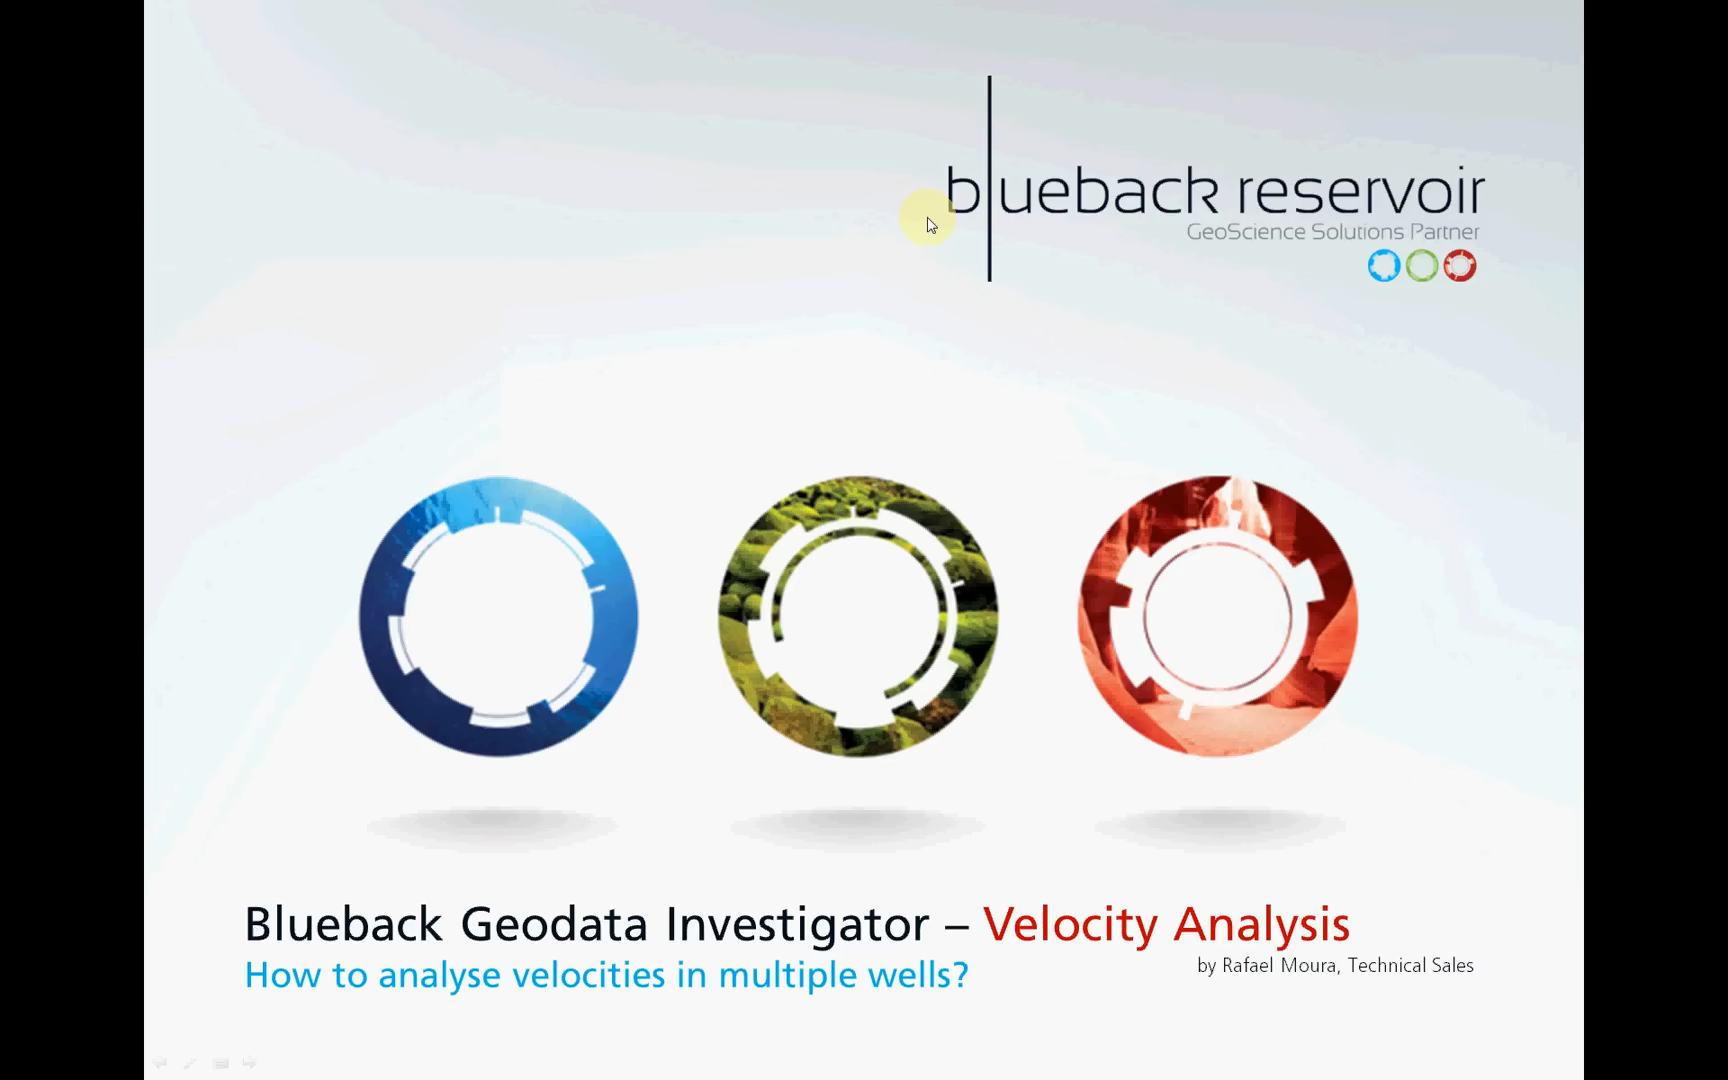 blueback reservoir
GeoScience Solutions Partner
Blueback Geodata Investigator – Velocity Analysis
How to analyse velocities in multiple wells?
by Rafael Moura, Technical Sales